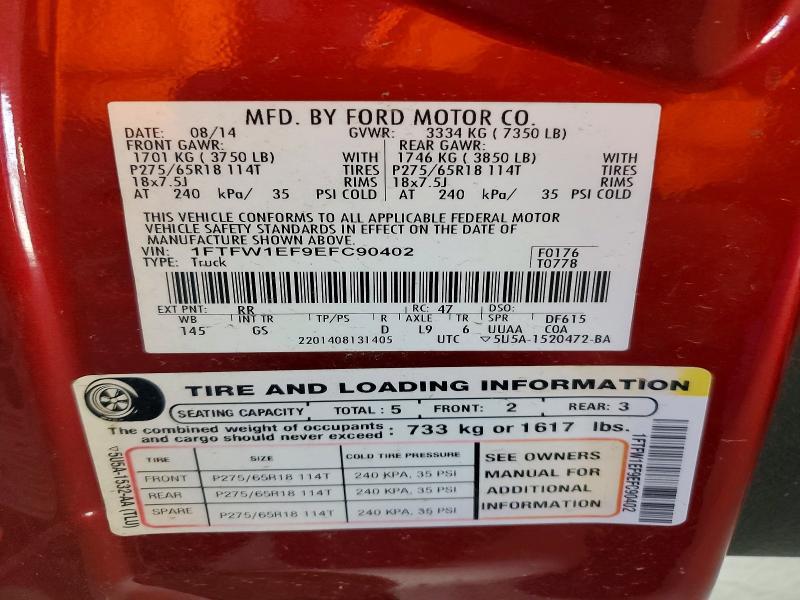 MFD. BY FORD MOTOR CO.
DATE: 08/14 GVWR: 3334 KG ( 7350 LB)
FRONT GAWR: REAR GAWR:
1701 KG ( 3750 LB) WITH 1746 KG ( 3850 LB) WITH
P275/65R18 114T TIRES P275/65R18 114T TIRES
18x7.5J RIMS 18x7.5J RIMS
AT 240 kPa/ 35 PSI COLD AT 240 kPa/ 35 PSI COLD
THIS VEHICLE CONFORMS TO ALL APPLICABLE FEDERAL MOTOR
VEHICLE SAFETY STANDARDS IN EFFECT ON THE DATE OF
MANUFACTURE SHOWN ABOVE.
VIN: 1FTFW1EF9EFC90402 F0176
TYPE: Truck T0778
EXT PNT: RR RC: 47 DSO:
WB INT TR TP/PS R AXLE TR SPR DF615
145 GS D L9 6 UUAA COA
2201408131405 UTC ▽5U5A-1520472-BA
TIRE AND LOADING INFORMATION
SEATING CAPACITY TOTAL : 5 FRONT: 2 REAR: 3
The combined weight of occupants
and cargo should never exceed : 733 kg or 1617 lbs.
TIRE SIZE COLD TIRE PRESSURE
FRONT P275/65R18 114T 240 KPA, 35 PSI
REAR P275/65R18 114T 240 KPA, 35 PSI
SPARE P275/65R18 114T 240 KPA, 35 PSI
SEE OWNERS
MANUAL FOR
ADDITIONAL
INFORMATION
▽5U5A-1532-AA (TLU)
1FTFW1EF9EFC90402